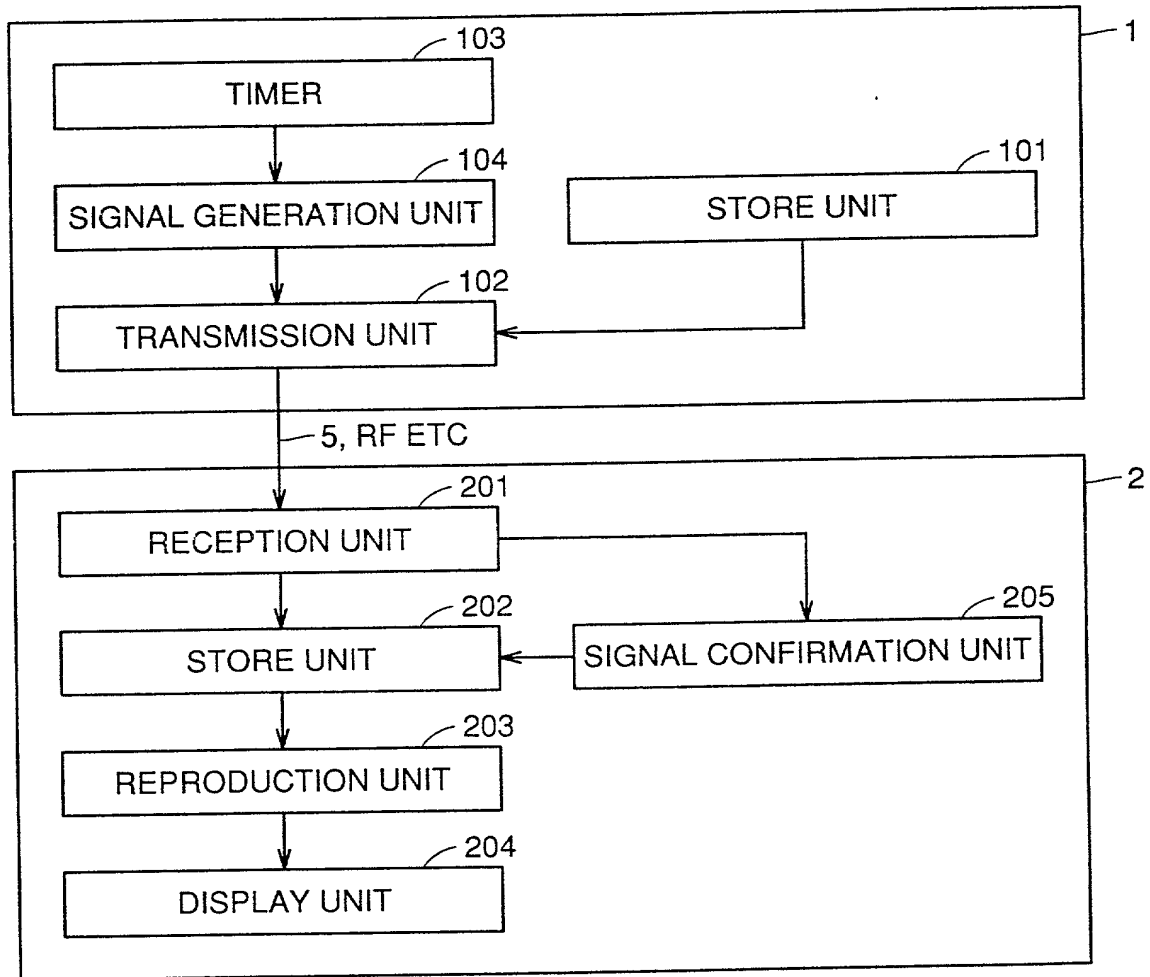 1
103
TIMER
104
SIGNAL GENERATION UNIT
101
STORE UNIT
102
TRANSMISSION UNIT
5, RF ETC
2
201
RECEPTION UNIT
202
STORE UNIT
205
SIGNAL CONFIRMATION UNIT
203
REPRODUCTION UNIT
204
DISPLAY UNIT